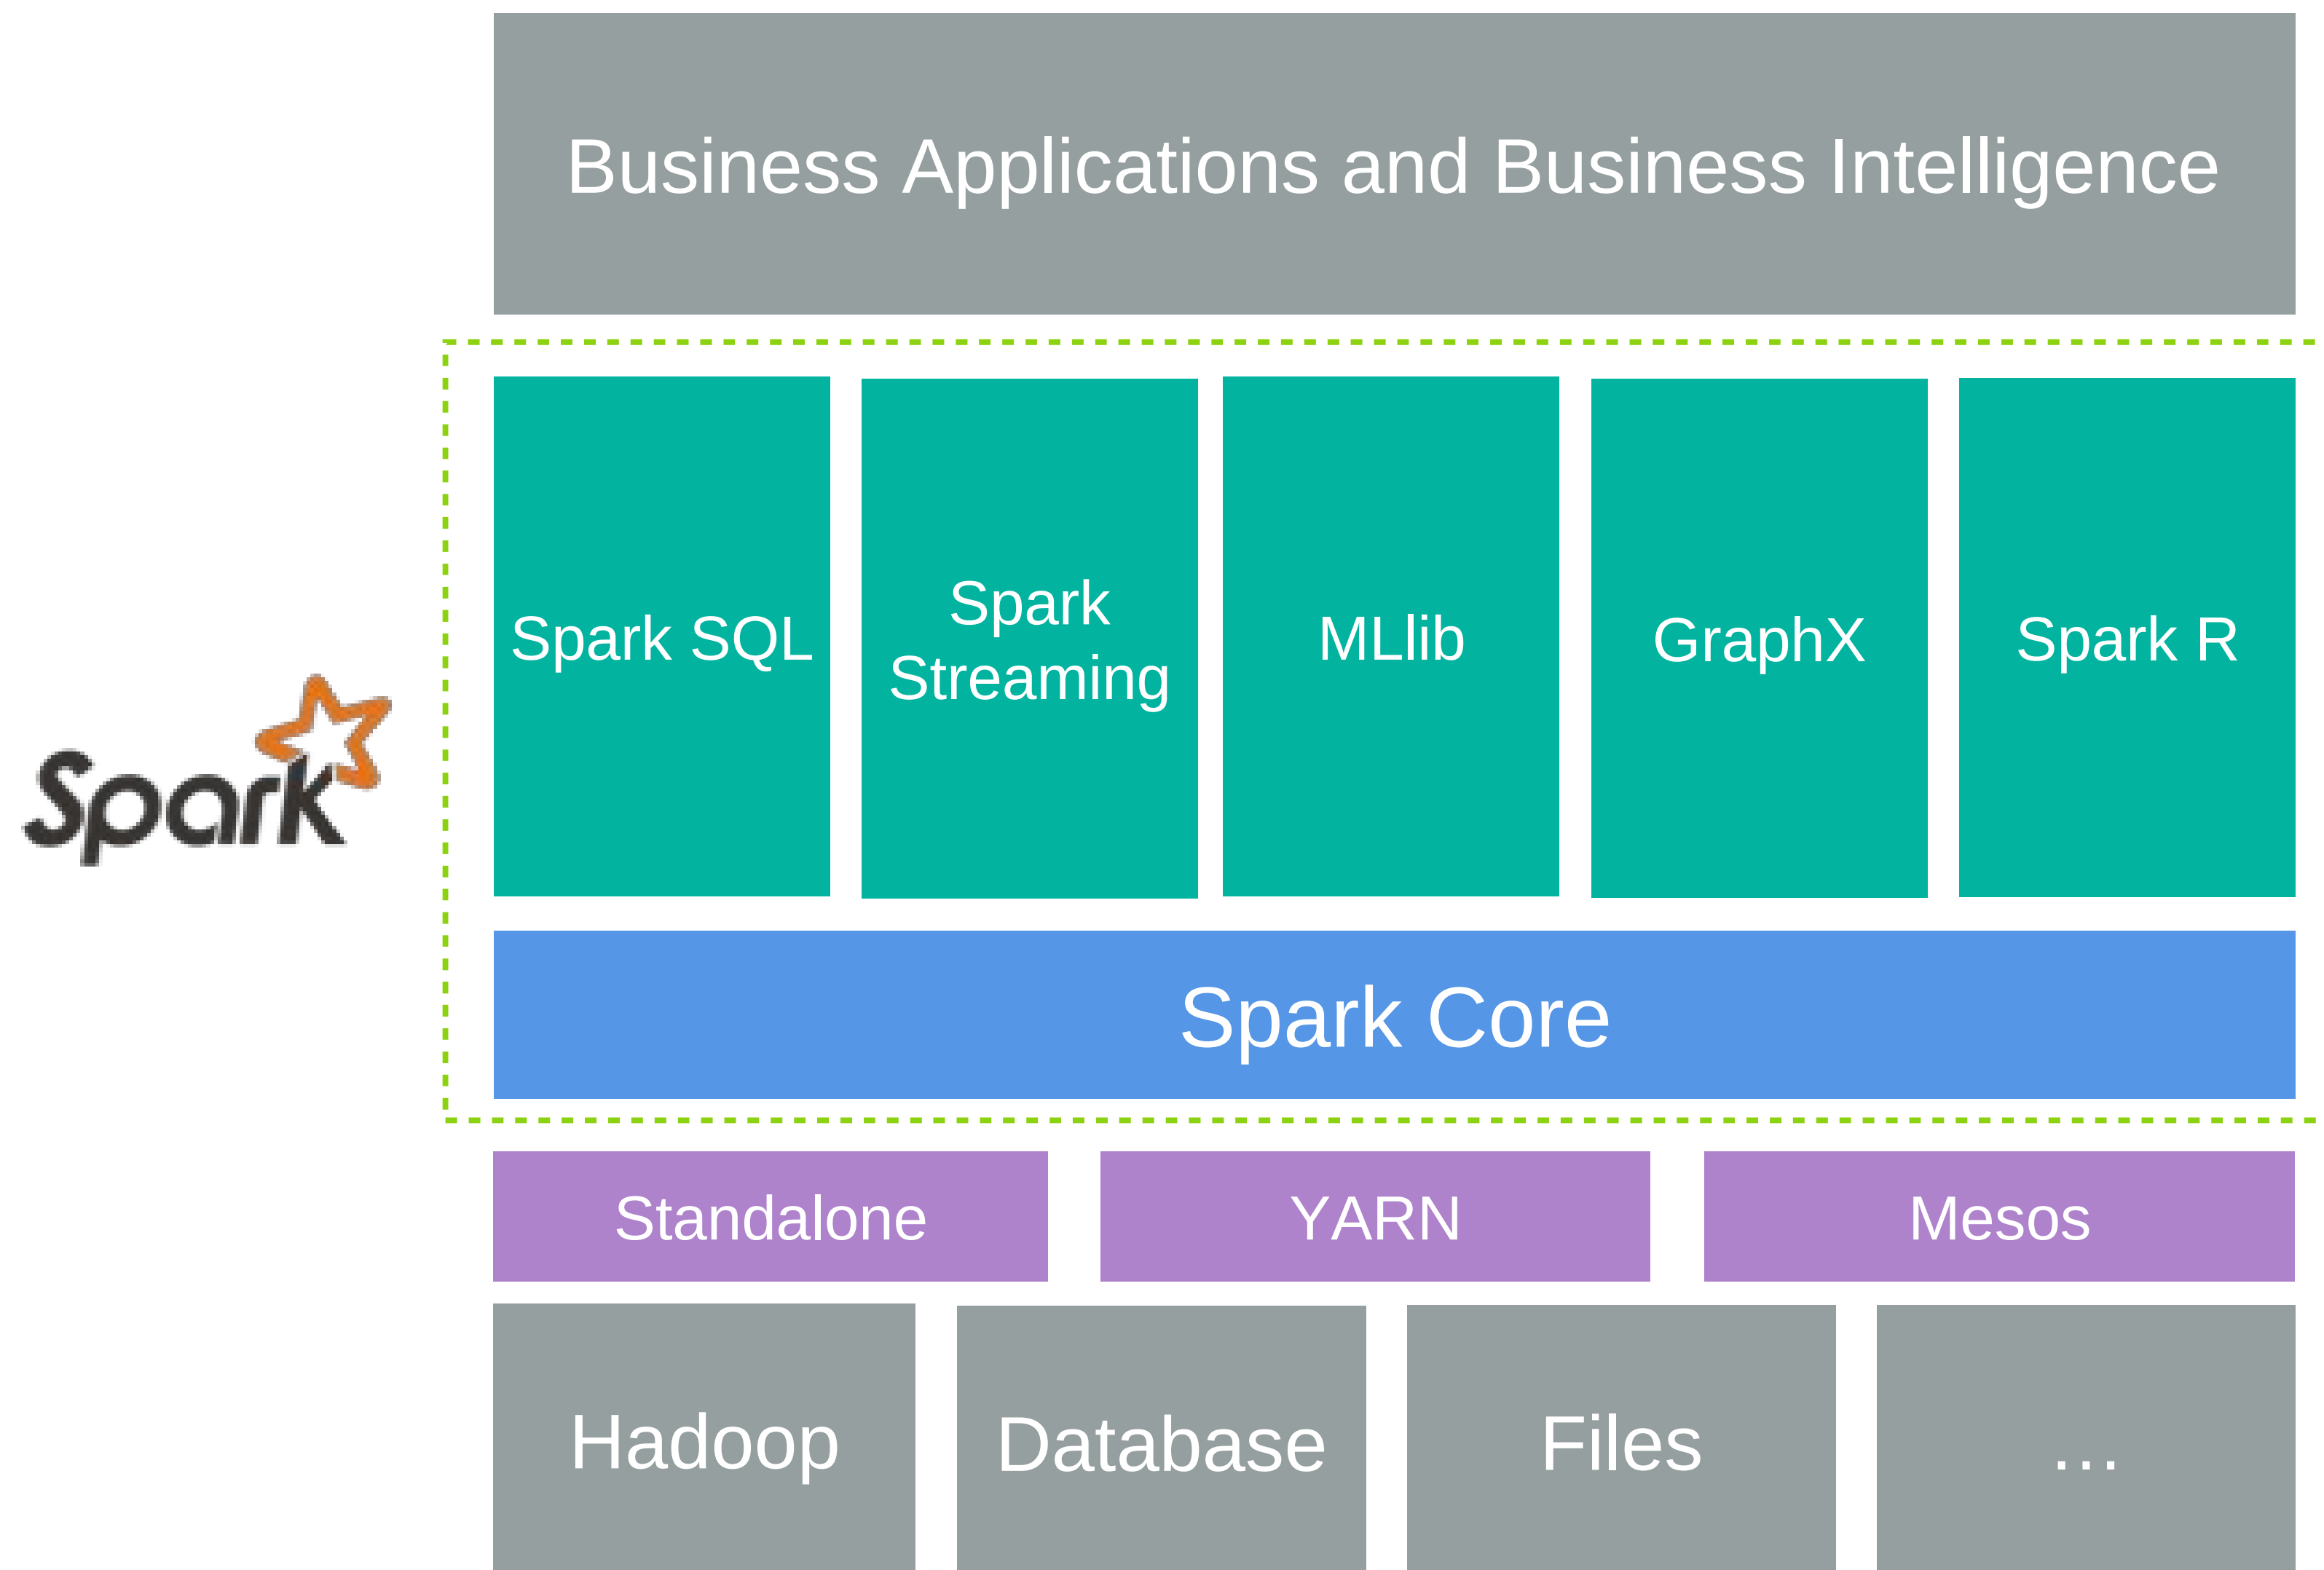 Business Applications and Business Intelligence
Spark SQL
Spark
Streaming
MLlib
GraphX
Spark R
Spark
Spark Core
Standalone
YARN
Mesos
Hadoop
Database
Files
...